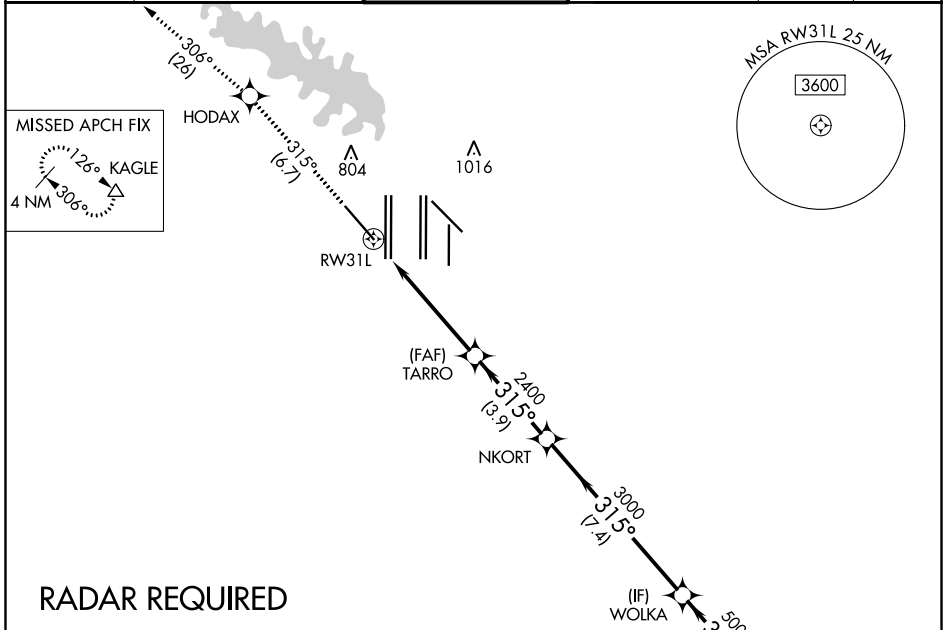 306°
(26)
HODAX
315°
(6.7)
MISSED APCH FIX
126°
KAGLE
4 NM
306°
804
1016
MSA RW31L 25 NM
3600
RW31L
(FAF)
TARRO
2400
315°
(3.9)
NKORT
3000
315°
(7.4)
(IF)
WOLKA
RADAR REQUIRED